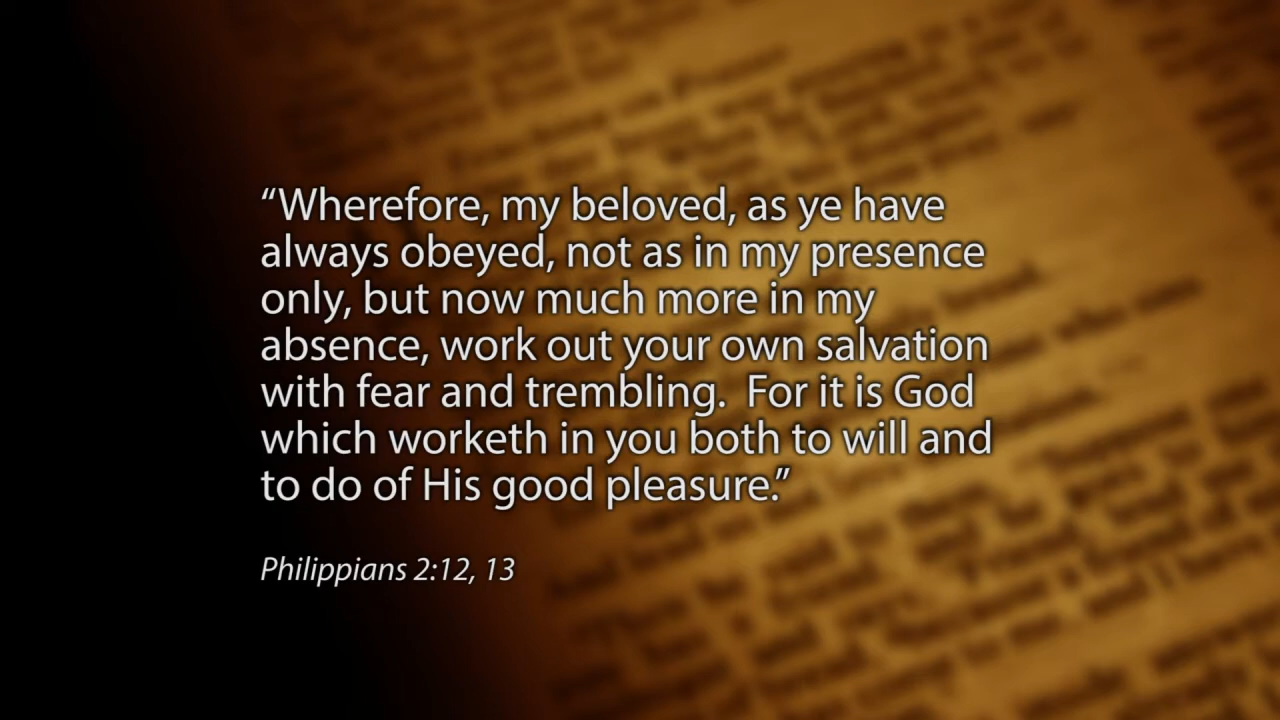 “Wherefore, my beloved, as ye have
always obeyed, not as in my presence
only, but now much more in my
absence, work out your own salvation
with fear and trembling.  For it is God
which worketh in you both to will and
to do of His good pleasure.”
Philippians 2:12, 13